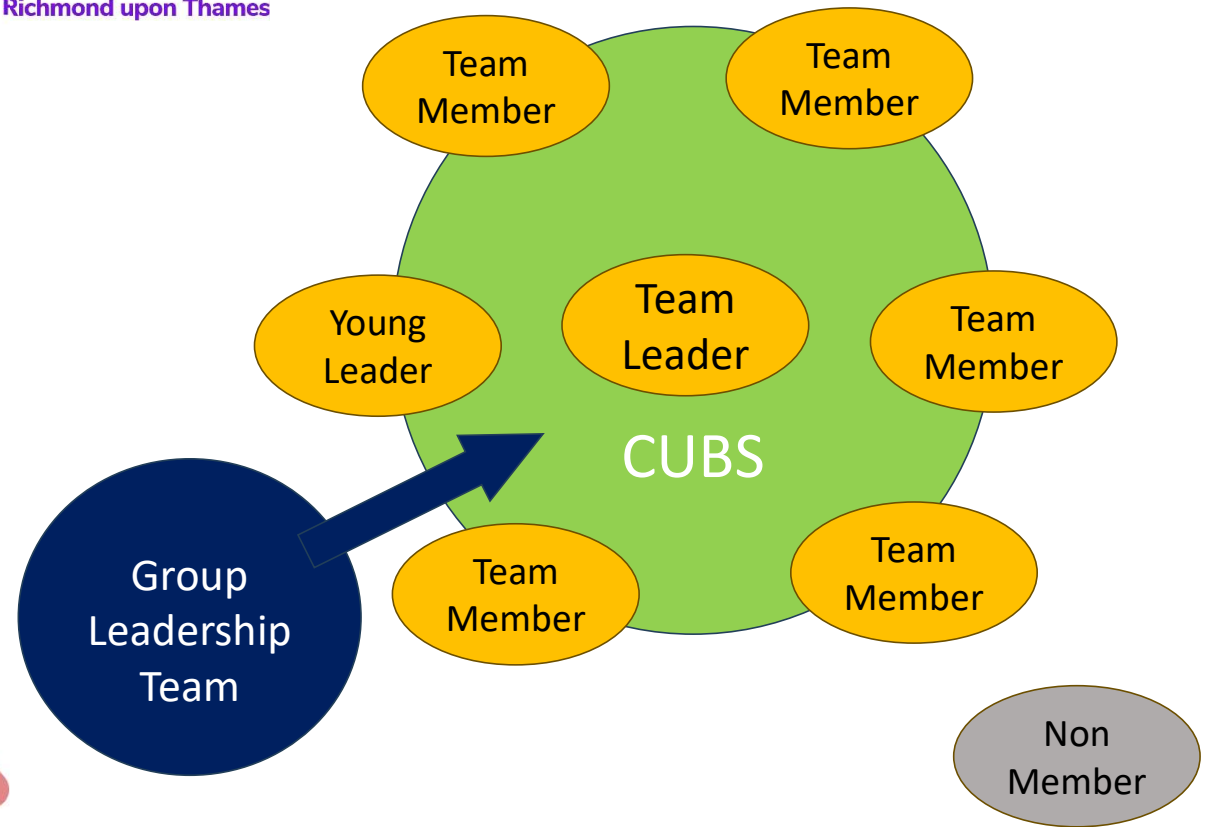 Richmond upon Thames
Team
Member
Team
Member
Young
Leader
Team
Leader
Team
Member
CUBS
Group
Leadership
Team
Team
Member
Team
Member
Non
Member